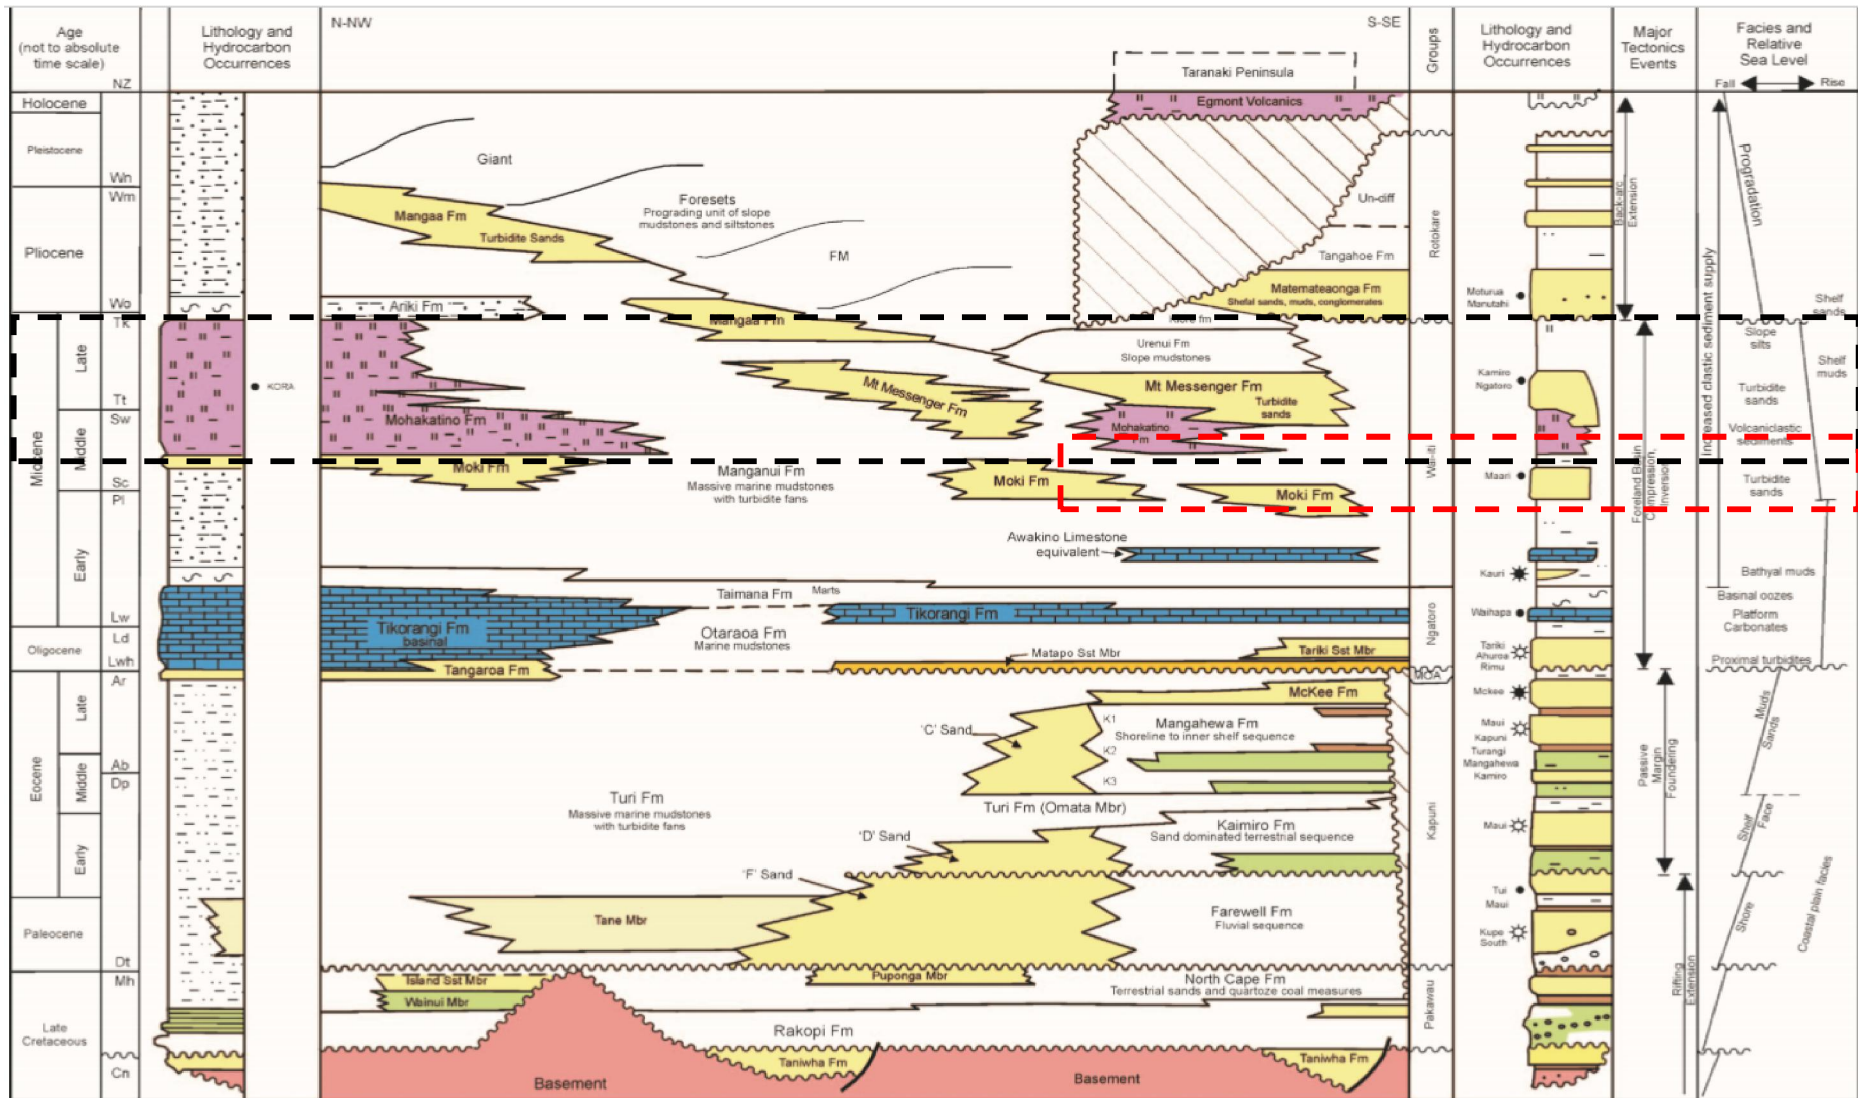 Age
(not to absolute
time scale)
NZ
Lithology and
Hydrocarbon
Occurrences
N-NW
S-SE
Groups
Lithology and
Hydrocarbon
Occurrences
Major
Tectonics
Events
Facies and
Relative
Sea Level
Fall
Rise
Taranaki Peninsula
Holocene
Egmont Volcanics
Pleistocene
Giant
Wn
Wm
Foresets
Prograding unit of slope
mudstones and siltstones
Un-diff
Mangaa Fm
Turbidite Sands
Pliocene
FM
Tangahoe Fm
Rotokare
Back-arc
Extension
Progradation
Increased clastic sediment supply
Matemateaonga Fm
Shelfal sands, muds, conglomerates
Moturua
Manutahi
Wo
Ariki Fm
Shelf
sands
Tk
Mangaa Fm
Kiore fm
Urenui Fm
Slope mudstones
Slope
silts
Miocene
Late
Shelf
muds
KORA
Mt Messenger Fm
Mt Messenger Fm
Turbidite
sands
Kamiro
Ngatoro
Turbidite
sands
Tt
Sw
Mohakatino Fm
Mohakatino
Fm
Volcaniclastic
sediments
Wai-iti
Middle
Moki Fm
Manganui Fm
Massive marine mudstones
with turbidite fans
Moki Fm
Moki Fm
Maari
Turbidite
sands
Foreland Basin
Compression,
Inversion
Sc
Pl
Early
Awakino Limestone
equivalent
Kauri
Bathyal muds
Taimana Fm
Marts
Basinal oozes
Lw
Tikorangi Fm
basinal
Tikorangi Fm
Ngatoro
Waihapa
Platform
Carbonates
Ld
Otaraoa Fm
Marine mudstones
Oligocene
Lwh
Matapo Sst Mbr
Tariki Sst Mbr
Tariki
Ahuroa
Rimu
Proximal turbidites
Tangaroa Fm
MOA
Ar
Eocene
Late
McKee Fm
Mckee
Muds
Sands
'C' Sand
K1
Mangahewa Fm
Shoreline to inner shelf sequence
Maui
Kapuni
K2
Turangi
Mangahewa
Kamiro
Ab
Dp
Middle
K3
Passive
Margin
Foundering
Turi Fm
Massive marine mudstones
with turbidite fans
Turi Fm (Omata Mbr)
Kapuni
'D' Sand
Kaimiro Fm
Sand dominated terrestrial sequence
Maui
Shelf
Face
Early
'F' Sand
Tui
Maui
Paleocene
Tane Mbr
Farewell Fm
Fluvial sequence
Kupe
South
Shore
Coastal plain facies
Dt
Mh
Island Sst Mbr
Wainui Mbr
Puponga Mbr
North Cape Fm
Terrestrial sands and quartoze coal measures
Pakawau
Rifting
Extension
Late
Cretaceous
Rakopi Fm
Cn
Taniwha Fm
Taniwha Fm
Basement
Basement